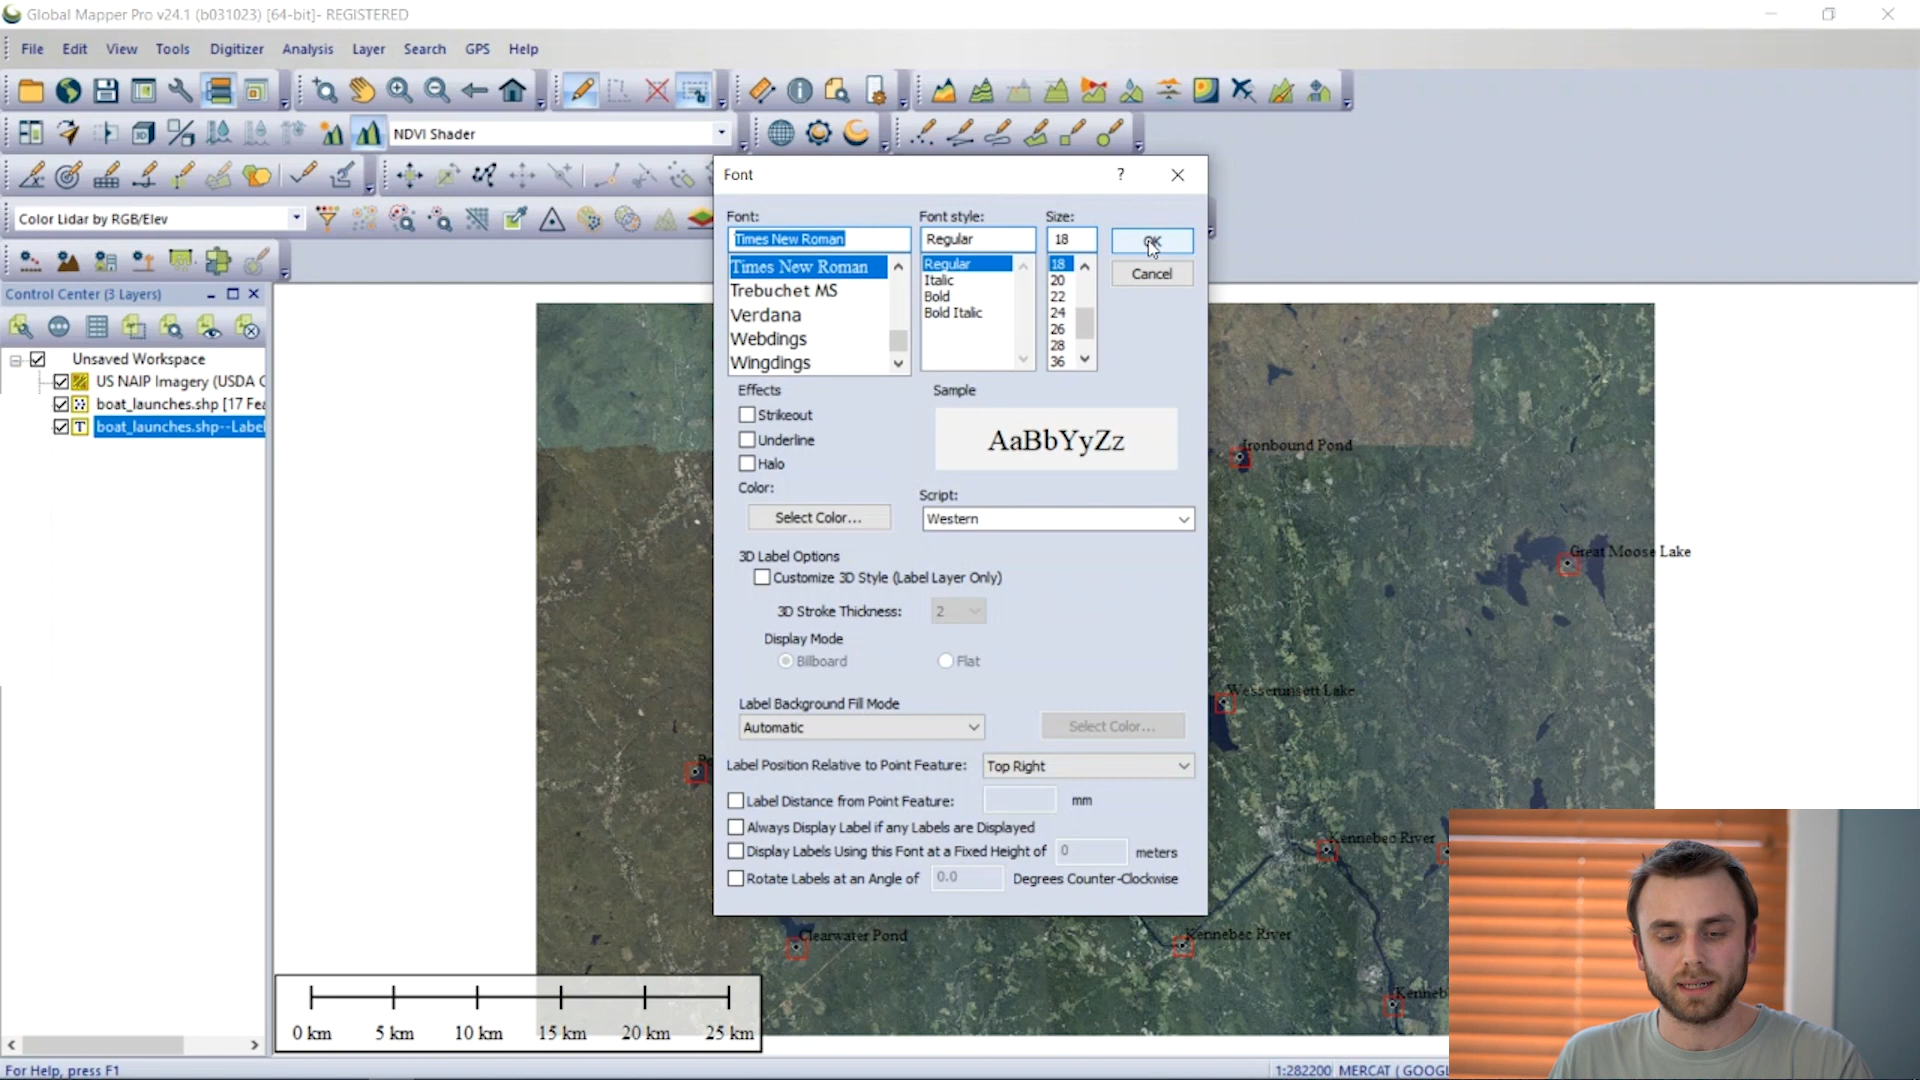 Global Mapper Pro v24.1 (b031023) [64-bit]- REGISTERED
File Edit View Tools Digitizer Analysis Layer Search GPS Help
NDVI Shader
Color Lidar by RGB/Elev
Control Center (3 Layers)
Unsaved Workspace
US NAIP Imagery (USDA
boat_launches.shp [17 Fea
boat_launches.shp--Label
Font
?
Font: Font style: Size:
Times New Roman Regular 18
OK
Cancel
Times New Roman
Trebuchet MS
Verdana
Webdings
Wingdings
Regular
Italic
Bold
Bold Italic
18
20
22
24
26
28
36
Effects
Strikeout
Underline
Halo
Color:
Select Color...
Sample
AaBbYyZz
Script:
Western
3D Label Options
Customize 3D Style (Label Layer Only)
3D Stroke Thickness: 2
Display Mode
Billboard Flat
Label Background Fill Mode
Automatic Select Color...
Label Position Relative to Point Feature: Top Right
Label Distance from Point Feature: mm
Always Display Label if any Labels are Displayed
Display Labels Using this Font at a Fixed Height of 0 meters
Rotate Labels at an Angle of 0.0 Degrees Counter-Clockwise
Ironbound Pond
Great Moose Lake
Wesserunsett Lake
Kennebec River
Clearwater Pond
Kennebec River
Kenneb
0 km 5 km 10 km 15 km 20 km 25 km
For Help, press F1
1:282200 MERCAT ( GOOGL